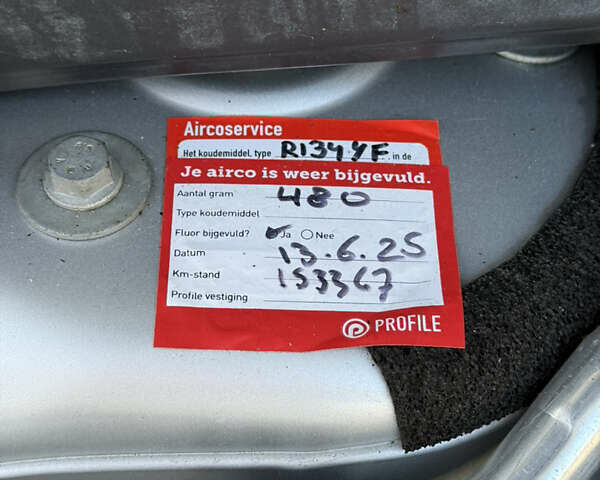 Aircoservice
Het koudemiddel, type R134YF in de
Je airco is weer bijgevuld.
Aantal gram 480
Type koudemiddel
Fluor bijgevuld? Ja Nee
Datum 13.6.25
Km-stand 153367
Profile vestiging
PROFILE